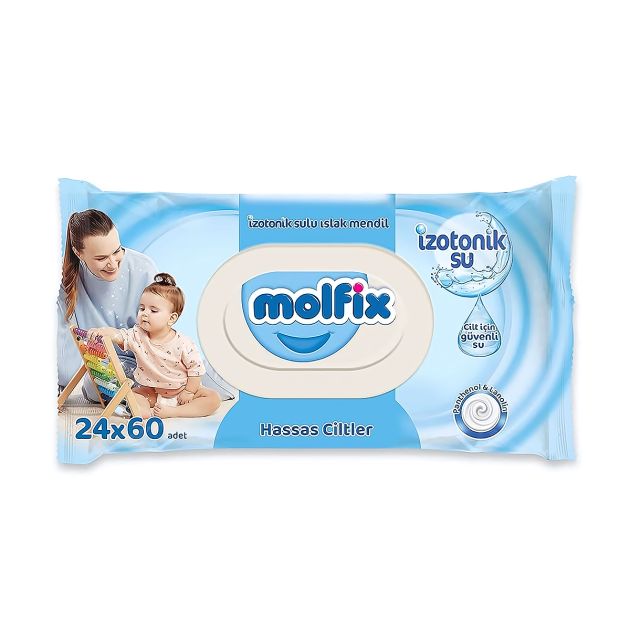 izotonik sulu ıslak mendil
molfix
izotonik
su
Cilt için
güvenli
su
Panthenol & Lanolin
24x60 adet
Hassas Ciltler